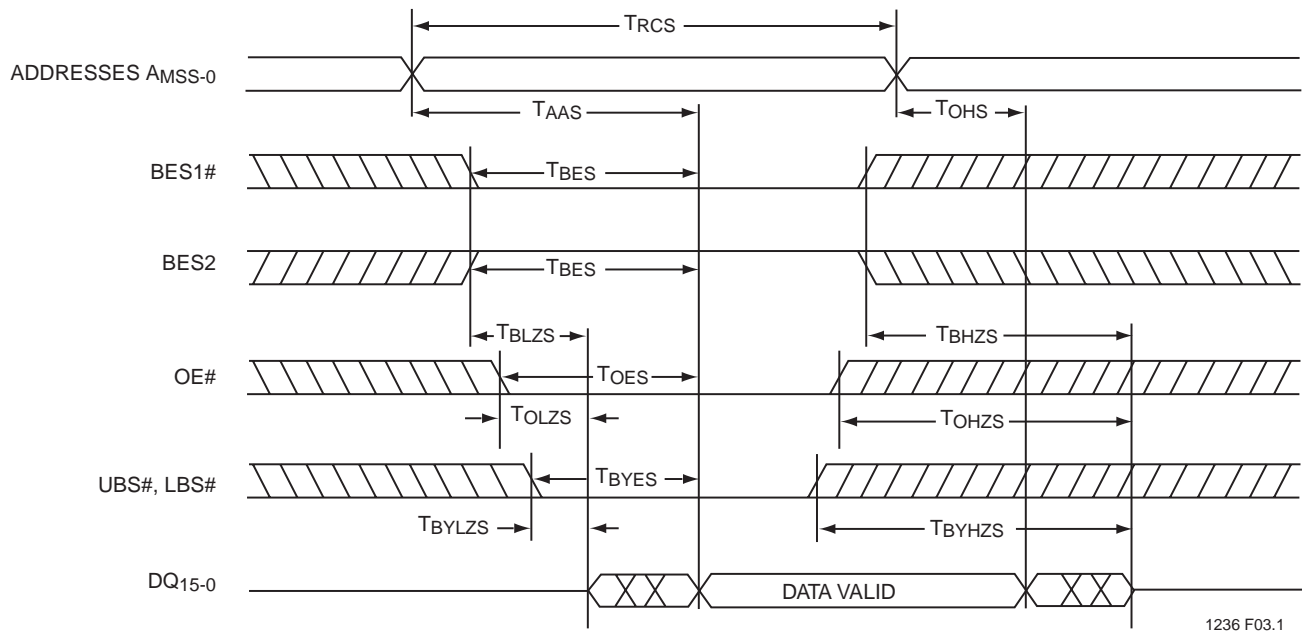 TRCS
ADDRESSES AMSS-0
TAAS
TOHS
BES1#
TBES
BES2
TBES
TBLZS
TBHZS
OE#
TOES
TOLZS
TOHZS
UBS#, LBS#
TBYES
TBYLZS
TBYHZS
DQ15-0
DATA VALID
1236 F03.1